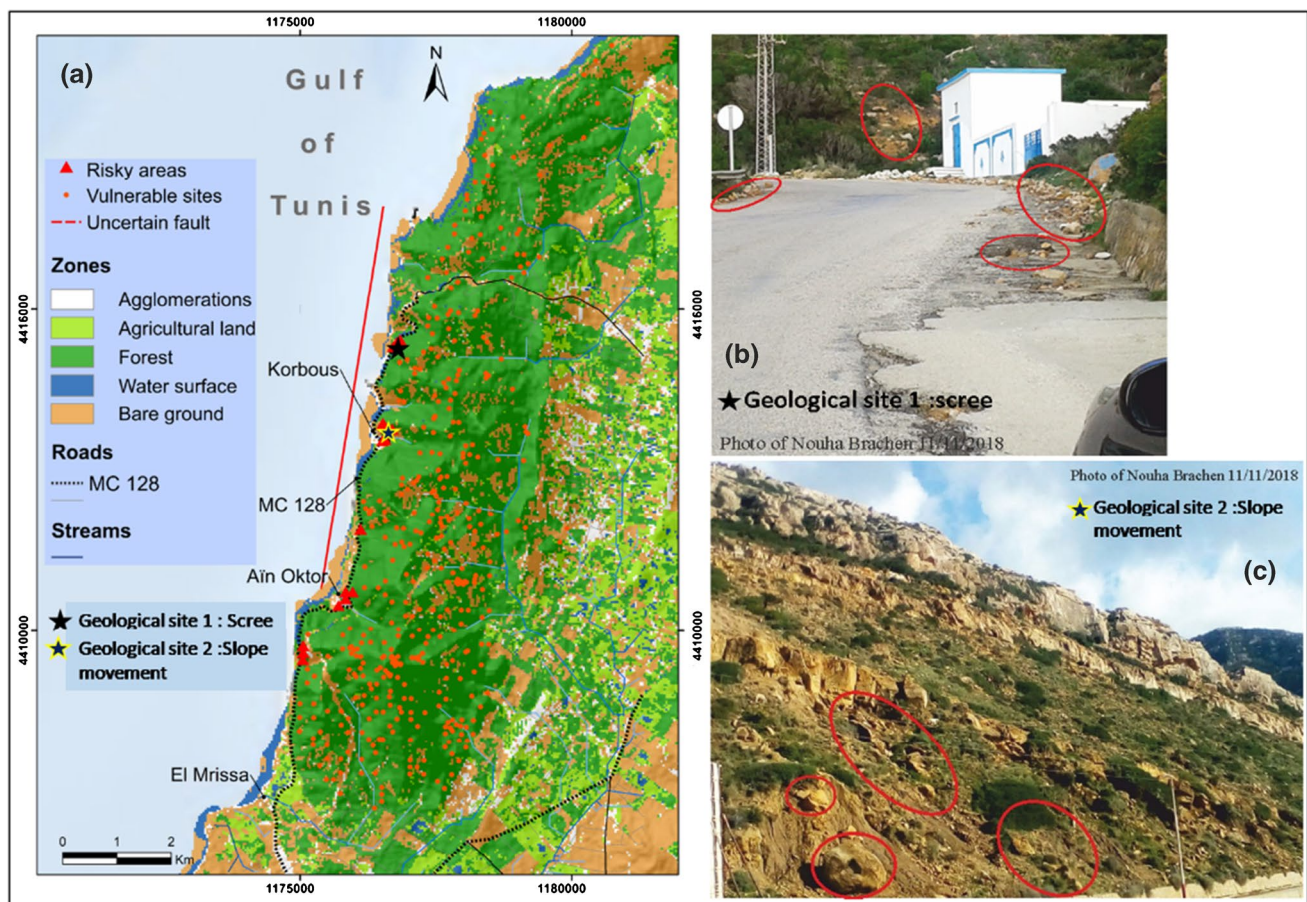 1175000
1180000
(a)
N
Gulf
of
Tunis
Risky areas
Vulnerable sites
Uncertain fault
Zones
Agglomerations
Agricultural land
Forest
Water surface
Bare ground
Roads
MC 128
Streams
Geological site 1 : Scree
Geological site 2 :Slope
movement
4416000
4416000
Korbous
MC 128
Aïn Oktor
4410000
4410000
El Mrissa
0 1 2
Km
1175000
1180000
(b)
Geological site 1 :scree
Photo of Nouha Brachen 11/11/2018
Photo of Nouha Brachen 11/11/2018
Geological site 2 :Slope
movement
(c)